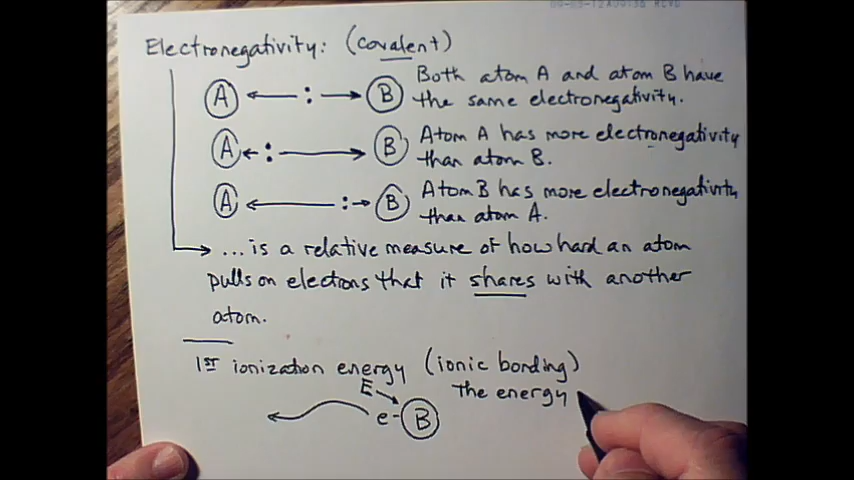 Electronegativity: (covalent)
A ←—— : ——→ B Both atom A and atom B have
the same electronegativity.
A ← : ——→ B Atom A has more electronegativity
than atom B.
A ←—— : → B Atom B has more electronegativity
than atom A.
... is a relative measure of how hard an atom
pulls on electrons that it shares with another
atom.
1ST ionization energy (ionic bonding)
E
The energy
e- B